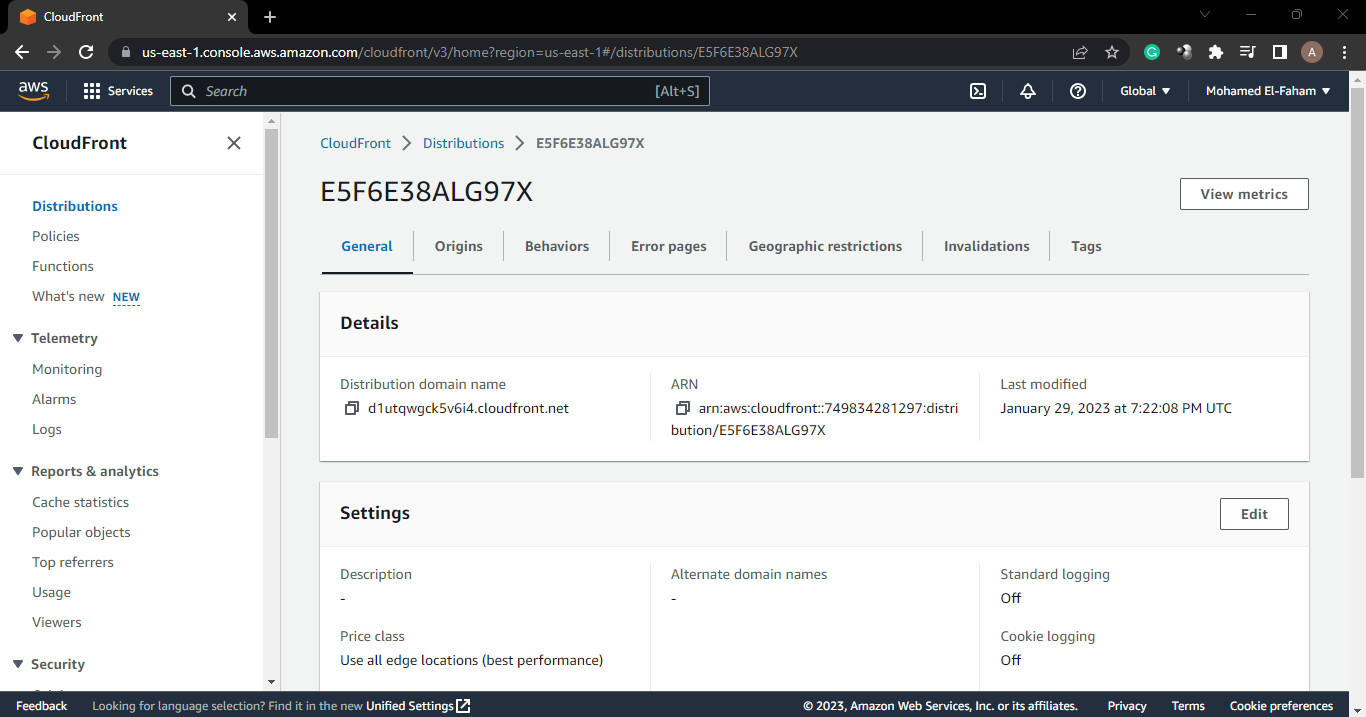 CloudFront
us-east-1.console.aws.amazon.com/cloudfront/v3/home?region=us-east-1#/distributions/E5F6E38ALG97X
A
aws
Services
Search
[Alt+S]
Global
Mohamed El-Faham
CloudFront
Distributions
Policies
Functions
What's new NEW
Telemetry
Monitoring
Alarms
Logs
Reports & analytics
Cache statistics
Popular objects
Top referrers
Usage
Viewers
Security
CloudFront > Distributions > E5F6E38ALG97X
E5F6E38ALG97X
View metrics
General
Origins
Behaviors
Error pages
Geographic restrictions
Invalidations
Tags
Details
Distribution domain name
d1utqwgck5v6i4.cloudfront.net
ARN
arn:aws:cloudfront::749834281297:distri
bution/E5F6E38ALG97X
Last modified
January 29, 2023 at 7:22:08 PM UTC
Settings
Edit
Description
-
Price class
Use all edge locations (best performance)
Alternate domain names
-
Standard logging
Off
Cookie logging
Off
Feedback
Looking for language selection? Find it in the new Unified Settings
© 2023, Amazon Web Services, Inc. or its affiliates.
Privacy
Terms
Cookie preferences